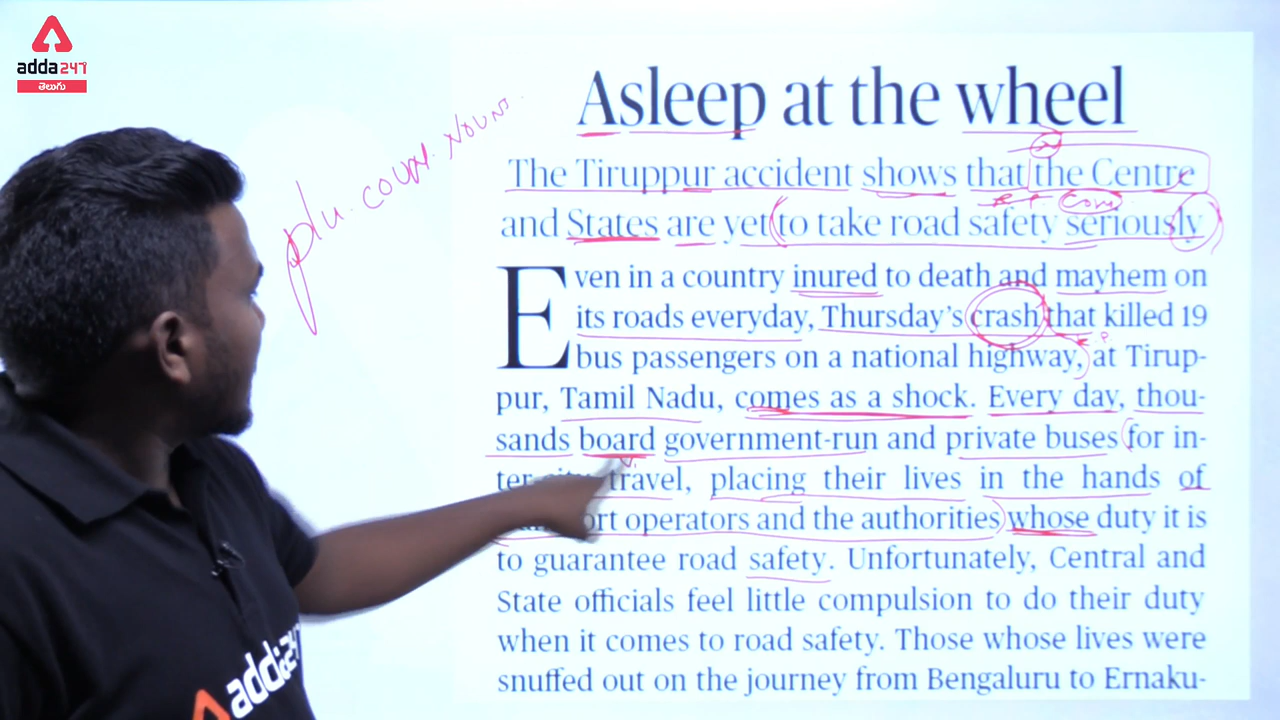 adda247
తెలుగు
plu. coun. Nouns.
Asleep at the wheel
The Tiruppur accident shows that the Centre
and States are yet to take road safety seriously
Even in a country inured to death and mayhem on
its roads everyday, Thursday's crash that killed 19
bus passengers on a national highway, at Tirup-
pur, Tamil Nadu, comes as a shock. Every day, thou-
sands board government-run and private buses for in-
travel, placing their lives in the hands of
operators and the authorities whose duty it is
to guarantee road safety. Unfortunately, Central and
State officials feel little compulsion to do their duty
when it comes to road safety. Those whose lives were
snuffed out on the journey from Bengaluru to Ernaku-
adda247